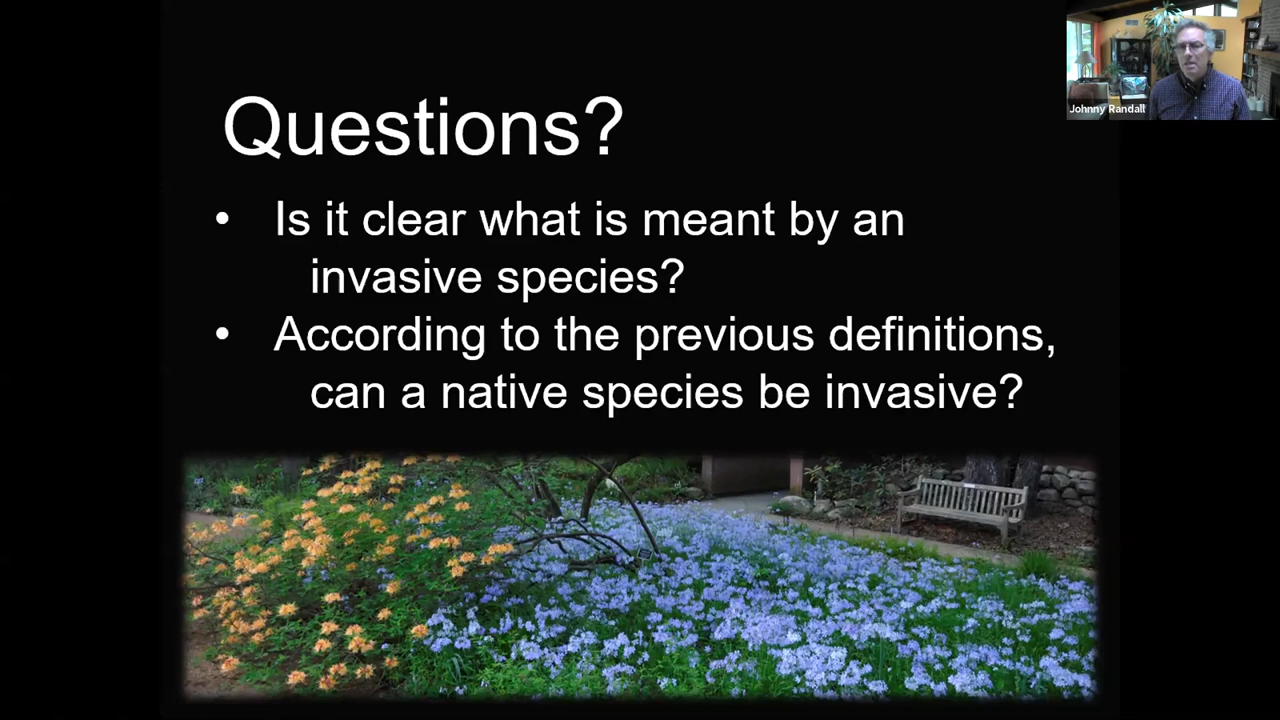 Johnny Randall
Questions?
• Is it clear what is meant by an
invasive species?
• According to the previous definitions,
can a native species be invasive?